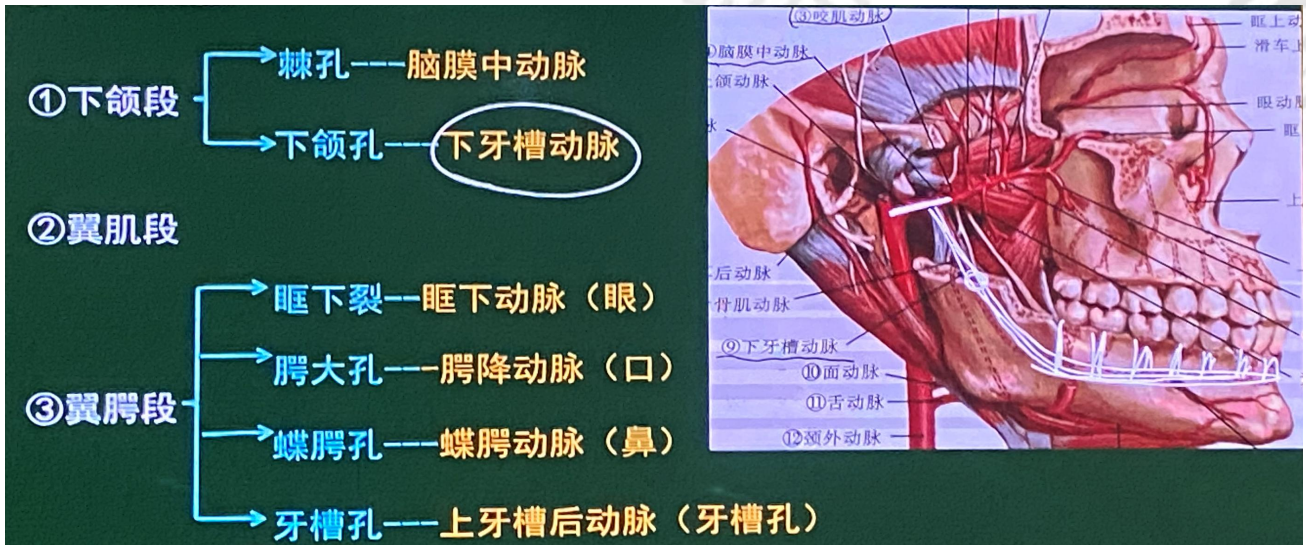 棘孔---脑膜中动脉
①下颌段
下颌孔---下牙槽动脉
②翼肌段
眶下裂--眶下动脉（眼）
腭大孔---腭降动脉（口）
③翼腭段
蝶腭孔---蝶腭动脉（鼻）
牙槽孔---上牙槽后动脉（牙槽孔）
③咬肌动脉
脑膜中动脉
颌动脉
后动脉
骨肌动脉
⑨下牙槽动脉
⑩面动脉
⑪舌动脉
⑫颈外动脉
眶上动
滑车上
眼动
眶
上